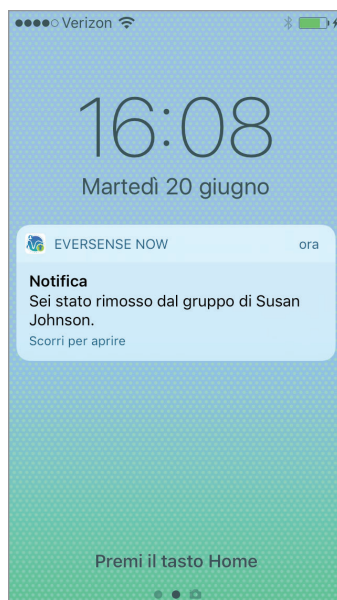 Verizon
16:08
Martedì 20 giugno
EVERSENSE NOW ora
Notifica
Sei stato rimosso dal gruppo di Susan
Johnson.
Scorri per aprire
Premi il tasto Home